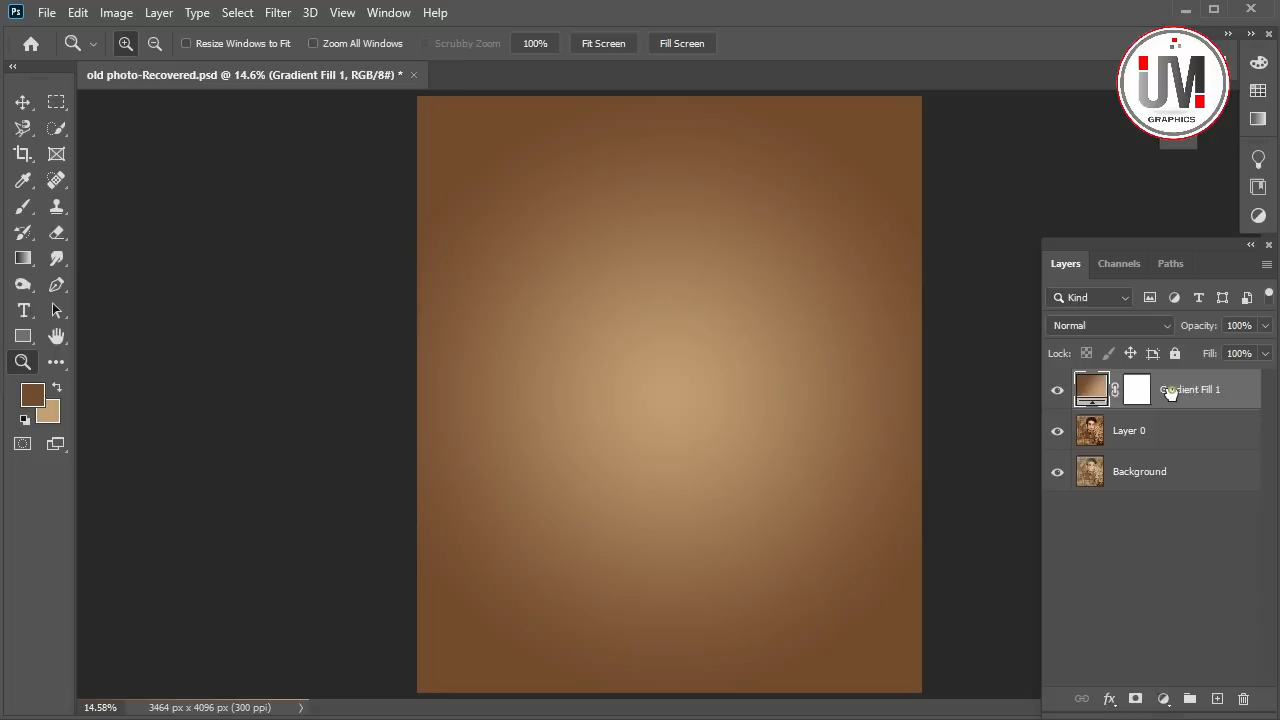 Ps File Edit Image Layer Type Select Filter 3D View Window Help
Resize Windows to Fit Zoom All Windows Scrubby Zoom 100% Fit Screen Fill Screen
old photo-Recovered.psd @ 14.6% (Gradient Fill 1, RGB/8#) *
UM
GRAPHICS
Layers Channels Paths
Kind
Normal Opacity: 100%
Lock: Fill: 100%
Gradient Fill 1
Layer 0
Background
14.58% 3464 px x 4096 px (300 ppi)